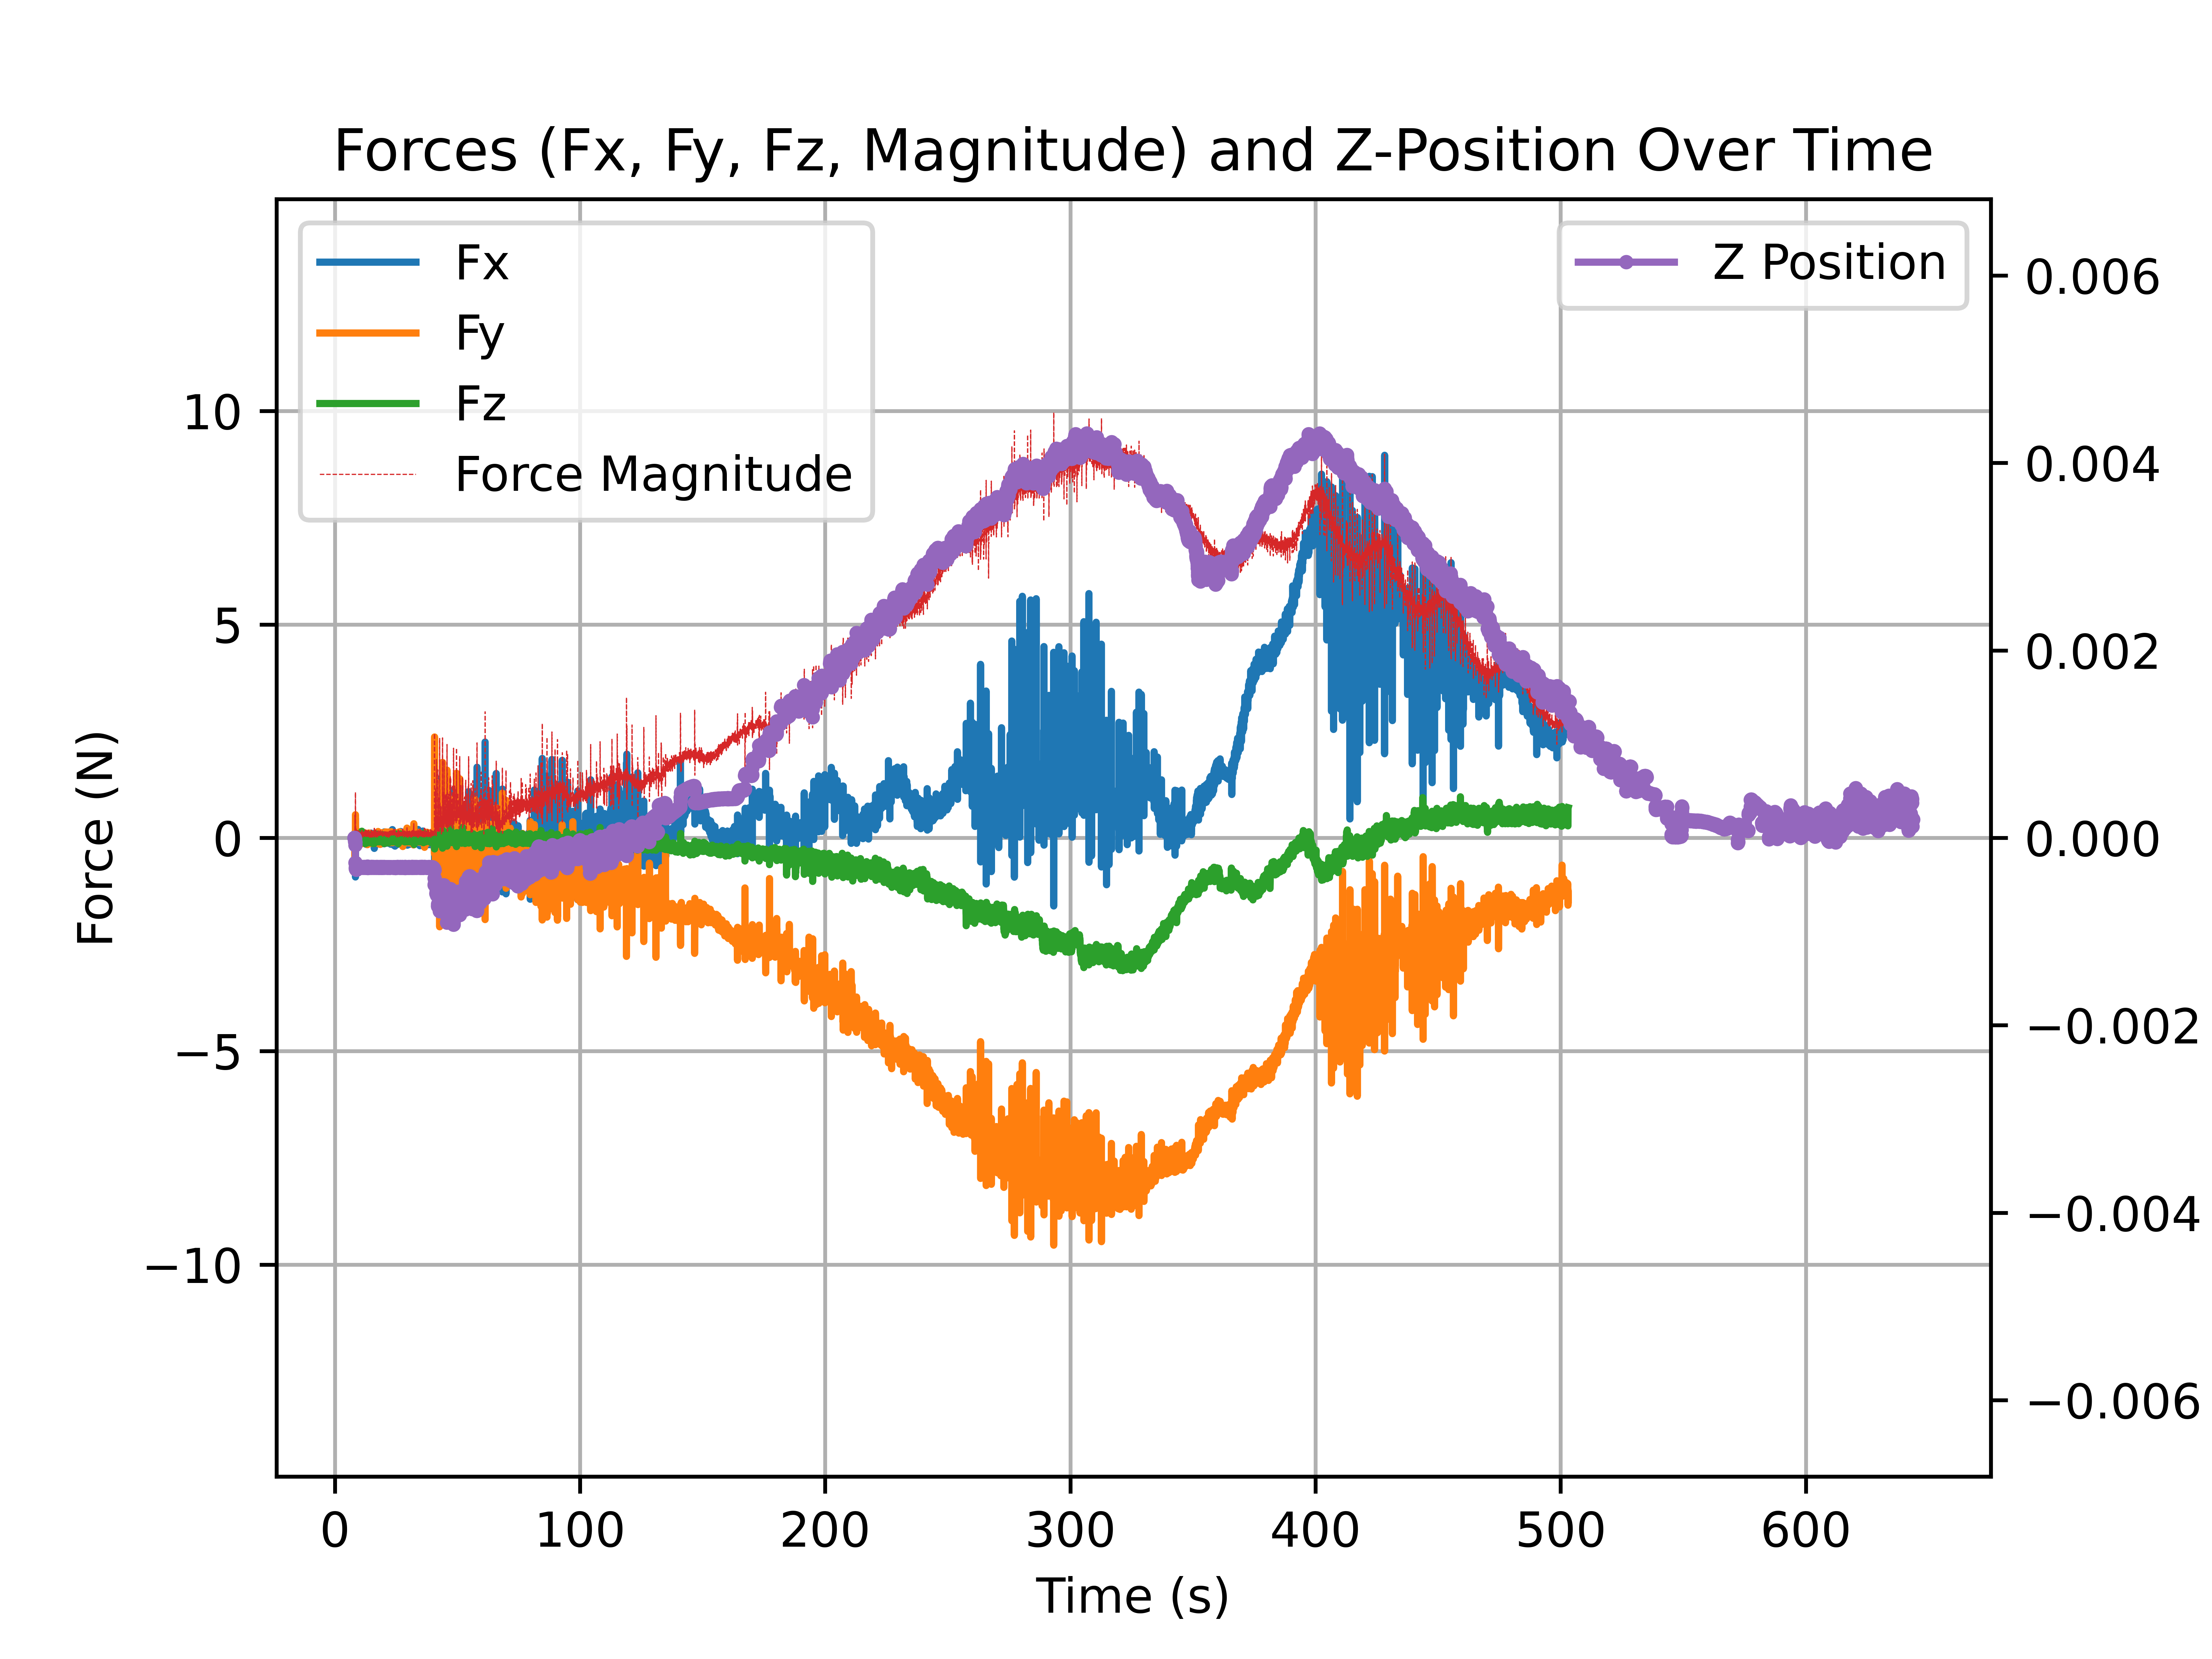 Forces (Fx, Fy, Fz, Magnitude) and Z-Position Over Time
Fx
Fy
Fz
Force Magnitude
Z Position
10
5
0
−5
−10
Force (N)
0.006
0.004
0.002
0.000
−0.002
−0.004
−0.006
0
100
200
300
400
500
600
Time (s)